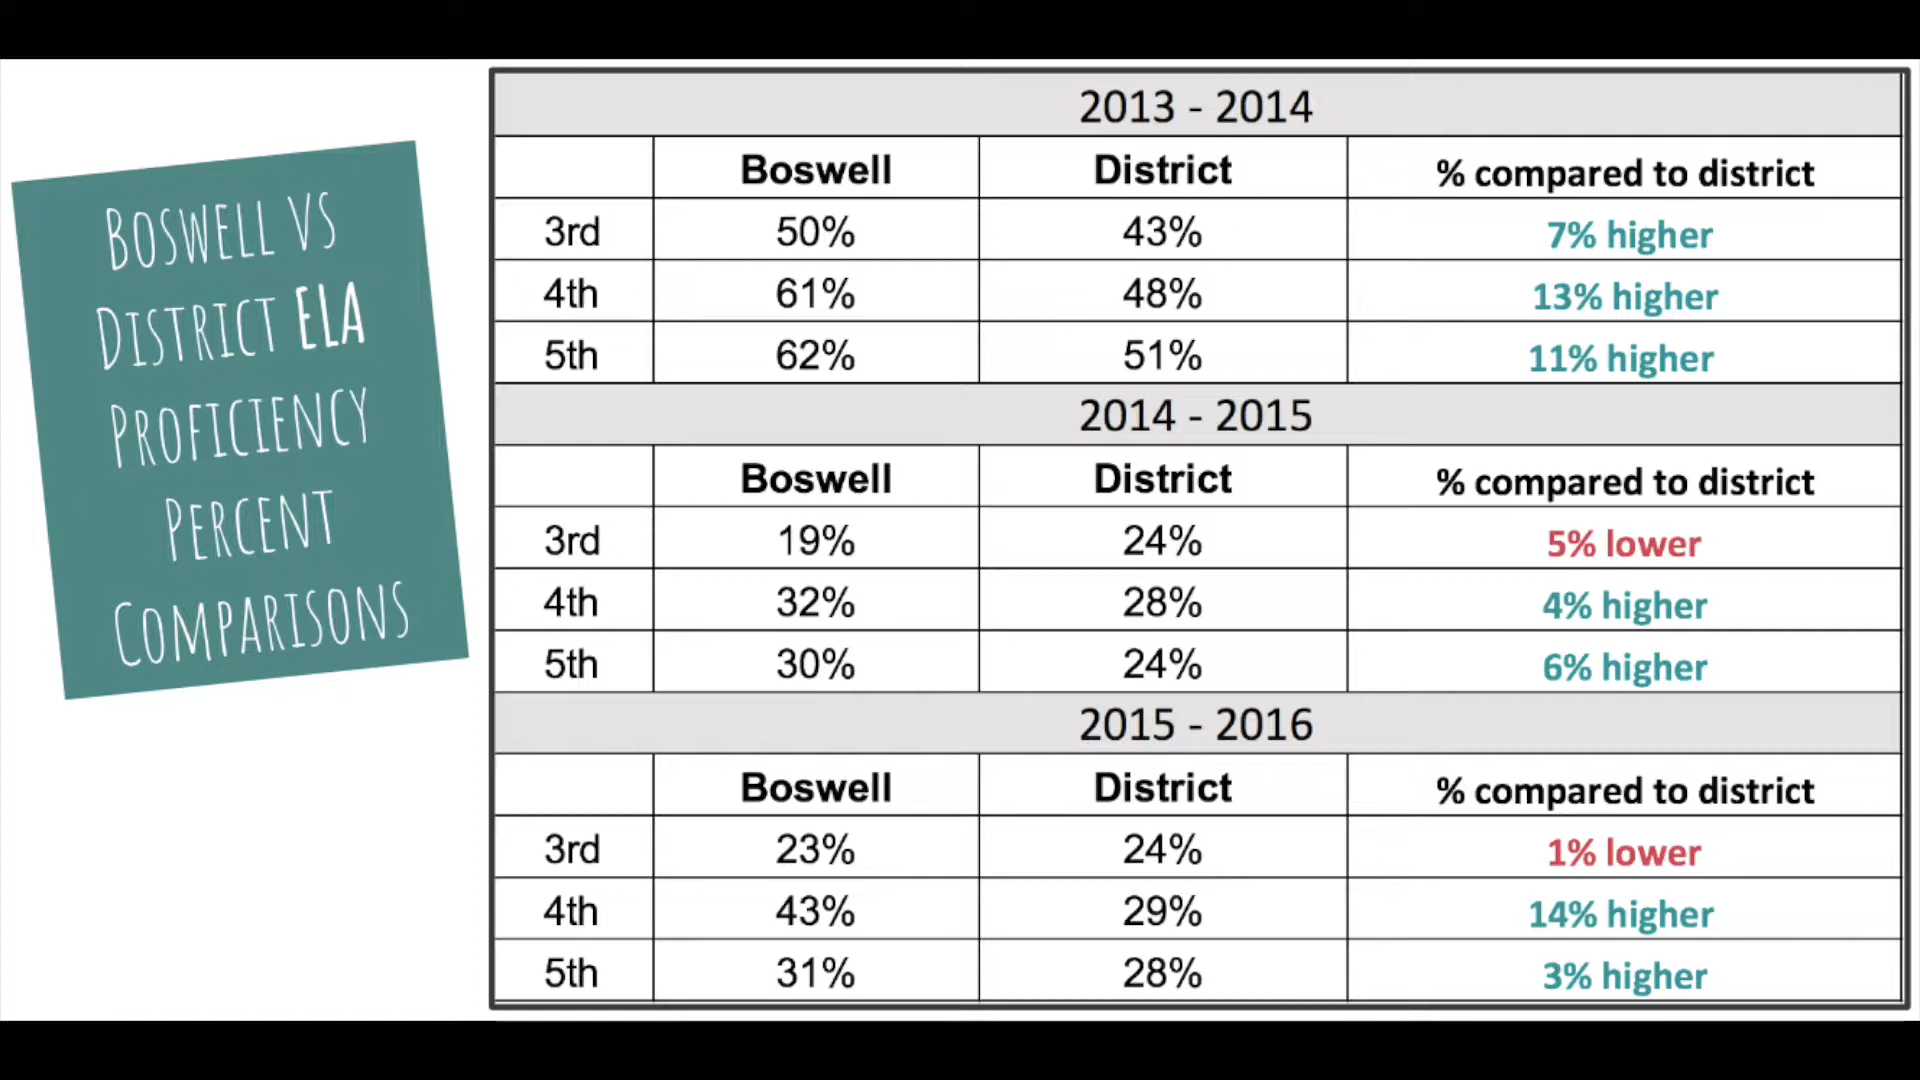 BOSWELL VS
DISTRICT ELA
PROFICIENCY
PERCENT
COMPARISONS
2013 - 2014
Boswell District % compared to district
3rd 50% 43% 7% higher
4th 61% 48% 13% higher
5th 62% 51% 11% higher
2014 - 2015
Boswell District % compared to district
3rd 19% 24% 5% lower
4th 32% 28% 4% higher
5th 30% 24% 6% higher
2015 - 2016
Boswell District % compared to district
3rd 23% 24% 1% lower
4th 43% 29% 14% higher
5th 31% 28% 3% higher